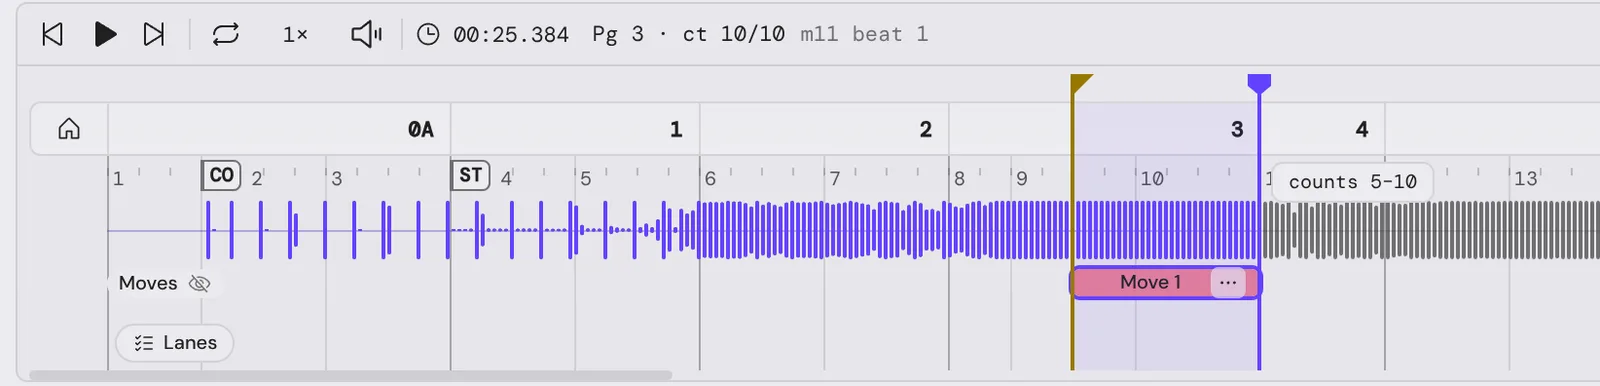 1× 00:25.384 Pg 3 · ct 10/10 m11 beat 1
0A 1 2 3 4
1 CO 2 3 ST 4 5 6 7 8 9 10 1 counts 5-10 13
Moves Move 1 ···
Lanes